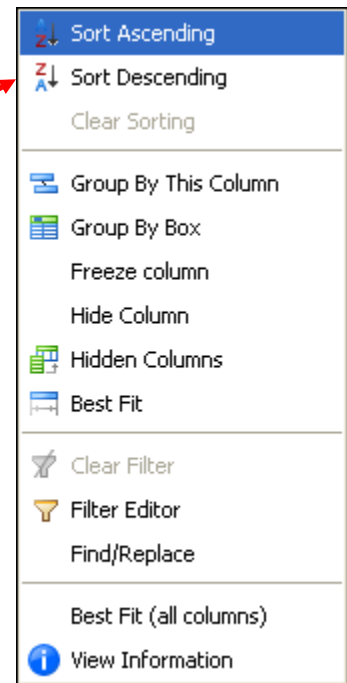 Sort Ascending
Sort Descending
Clear Sorting
Group By This Column
Group By Box
Freeze column
Hide Column
Hidden Columns
Best Fit
Clear Filter
Filter Editor
Find/Replace
Best Fit (all columns)
View Information